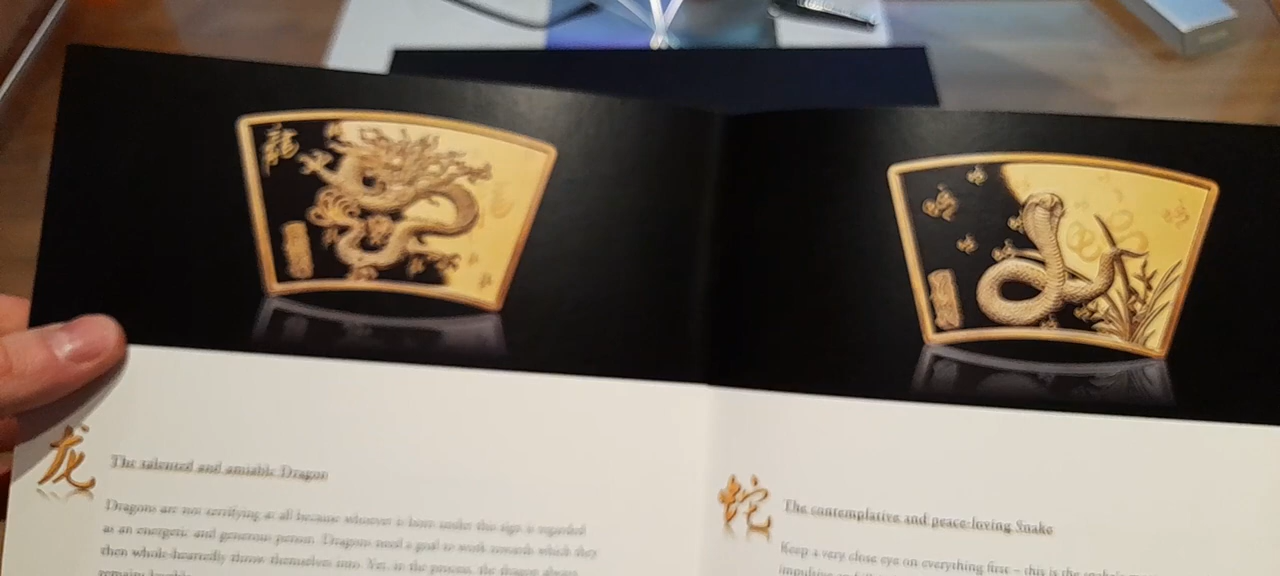 龍
龙
The talented and amiable Dragon
Dragons are not terrifying at all because whoever is born under this sign is regarded
as an energetic and generous person. Dragons need a goal to work towards which they
then whole-heartedly throw themselves into. Yet, in the process, the dragon always
remains
蛇
The contemplative and peace-loving Snake
Keep a very close eye on everything first – this is the snake's
impulsive